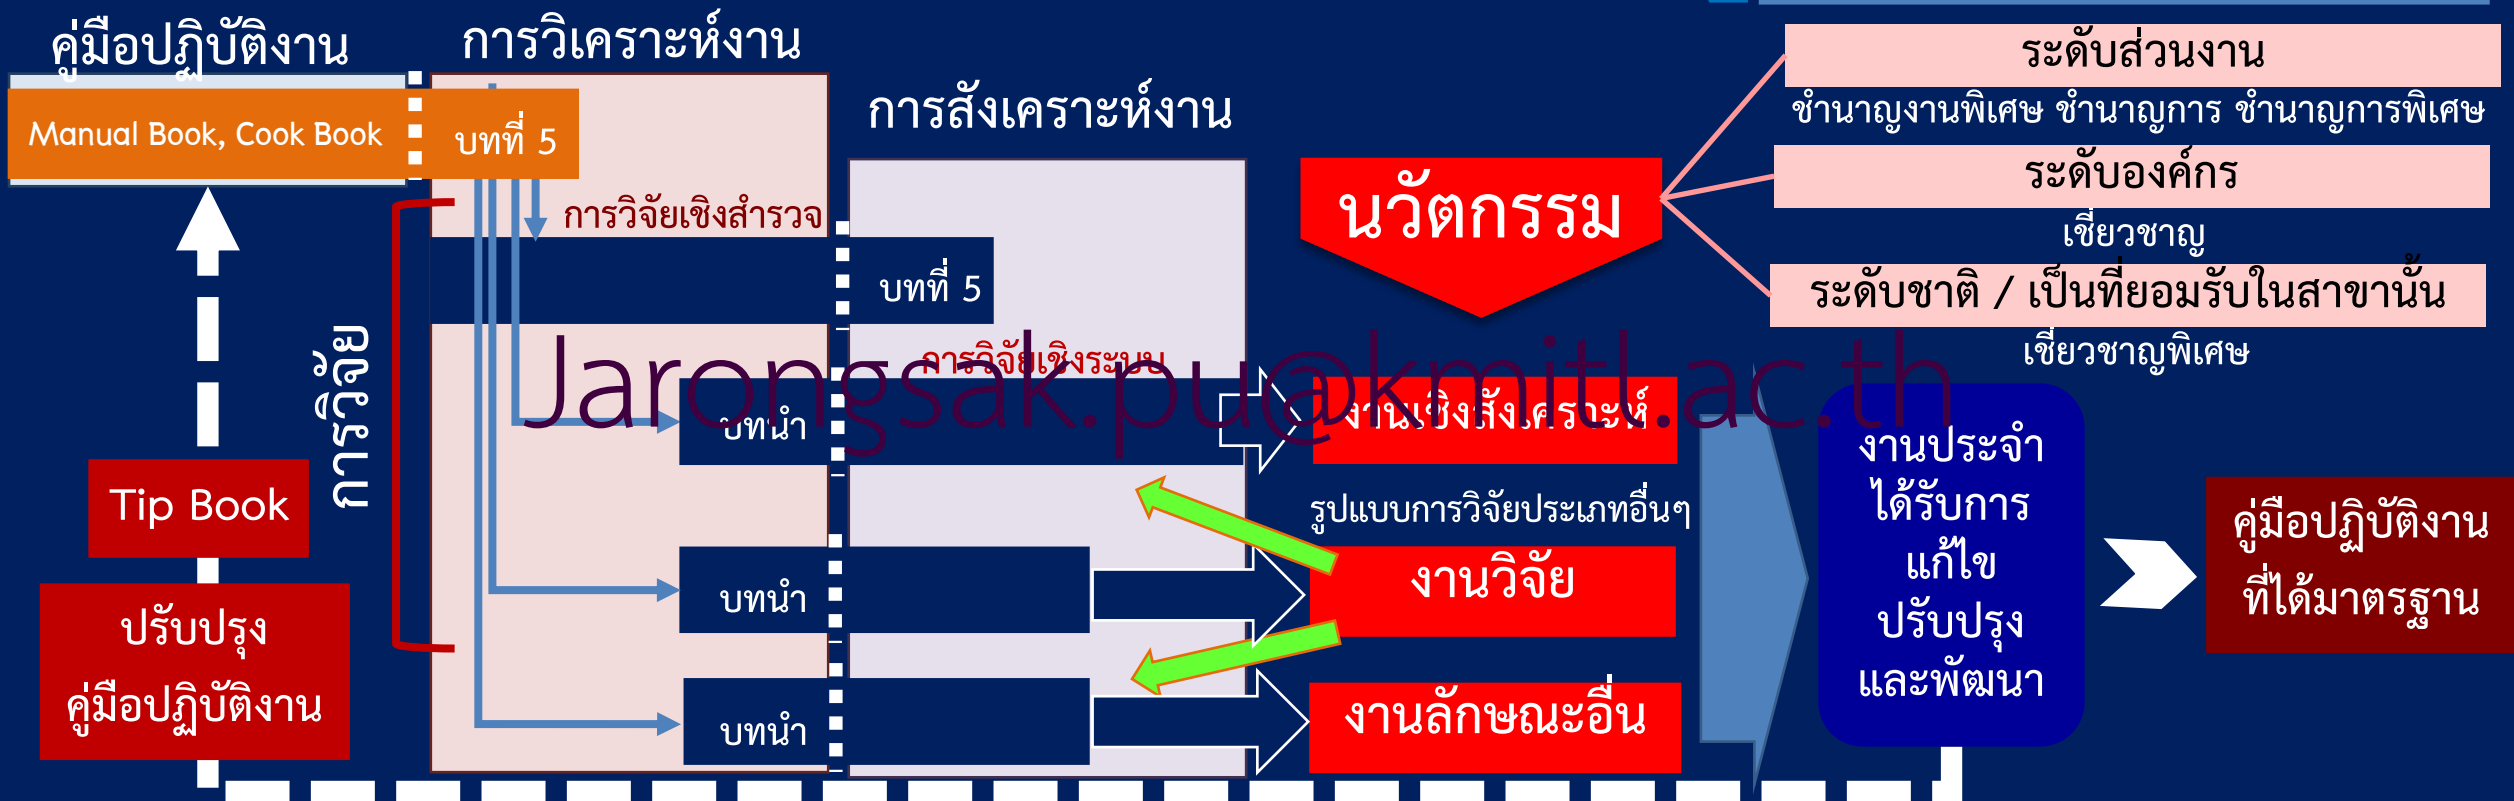 คู่มือปฏิบัติงาน
การวิเคราะห์งาน
การสังเคราะห์งาน
Manual Book, Cook Book
บทที่ 5
การวิจัยเชิงสำรวจ
บทที่ 5
การวิจัยเชิงระบบ
การวิจัย
บทนำ
บทนำ
บทนำ
Tip Book
ปรับปรุง
คู่มือปฏิบัติงาน
นวัตกรรม
ระดับส่วนงาน
ชำนาญงานพิเศษ ชำนาญการ ชำนาญการพิเศษ
ระดับองค์กร
เชี่ยวชาญ
ระดับชาติ / เป็นที่ยอมรับในสาขานั้น
เชี่ยวชาญพิเศษ
Jarongsak.pu@kmitl.ac.th
งานเชิงสังเคราะห์
รูปแบบการวิจัยประเภทอื่นๆ
งานวิจัย
งานลักษณะอื่น
งานประจำ
ได้รับการ
แก้ไข
ปรับปรุง
และพัฒนา
คู่มือปฏิบัติงาน
ที่ได้มาตรฐาน